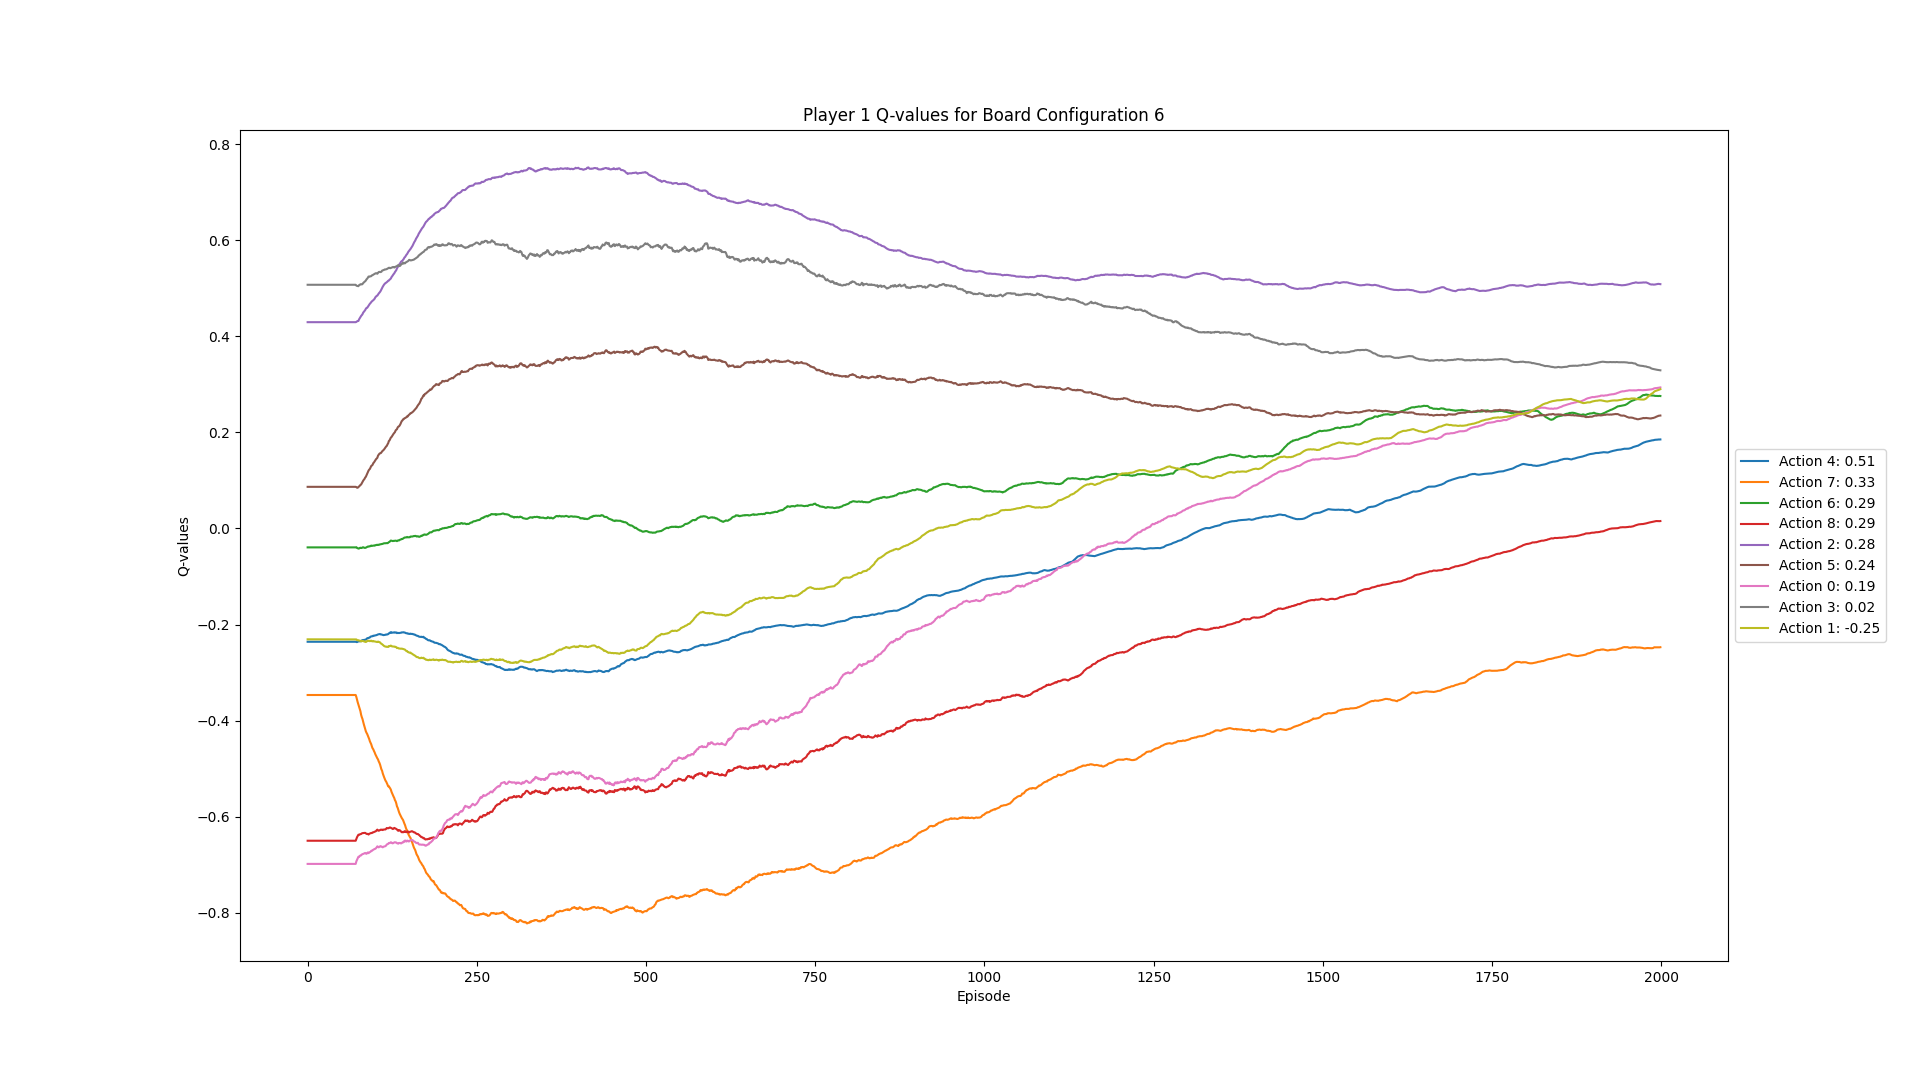 Player 1 Q-values for Board Configuration 6
0.8
0.6
0.4
0.2
0.0
−0.2
−0.4
−0.6
−0.8
Q-values
0 250 500 750 1000 1250 1500 1750 2000
Episode
Action 4: 0.51
Action 7: 0.33
Action 6: 0.29
Action 8: 0.29
Action 2: 0.28
Action 5: 0.24
Action 0: 0.19
Action 3: 0.02
Action 1: -0.25